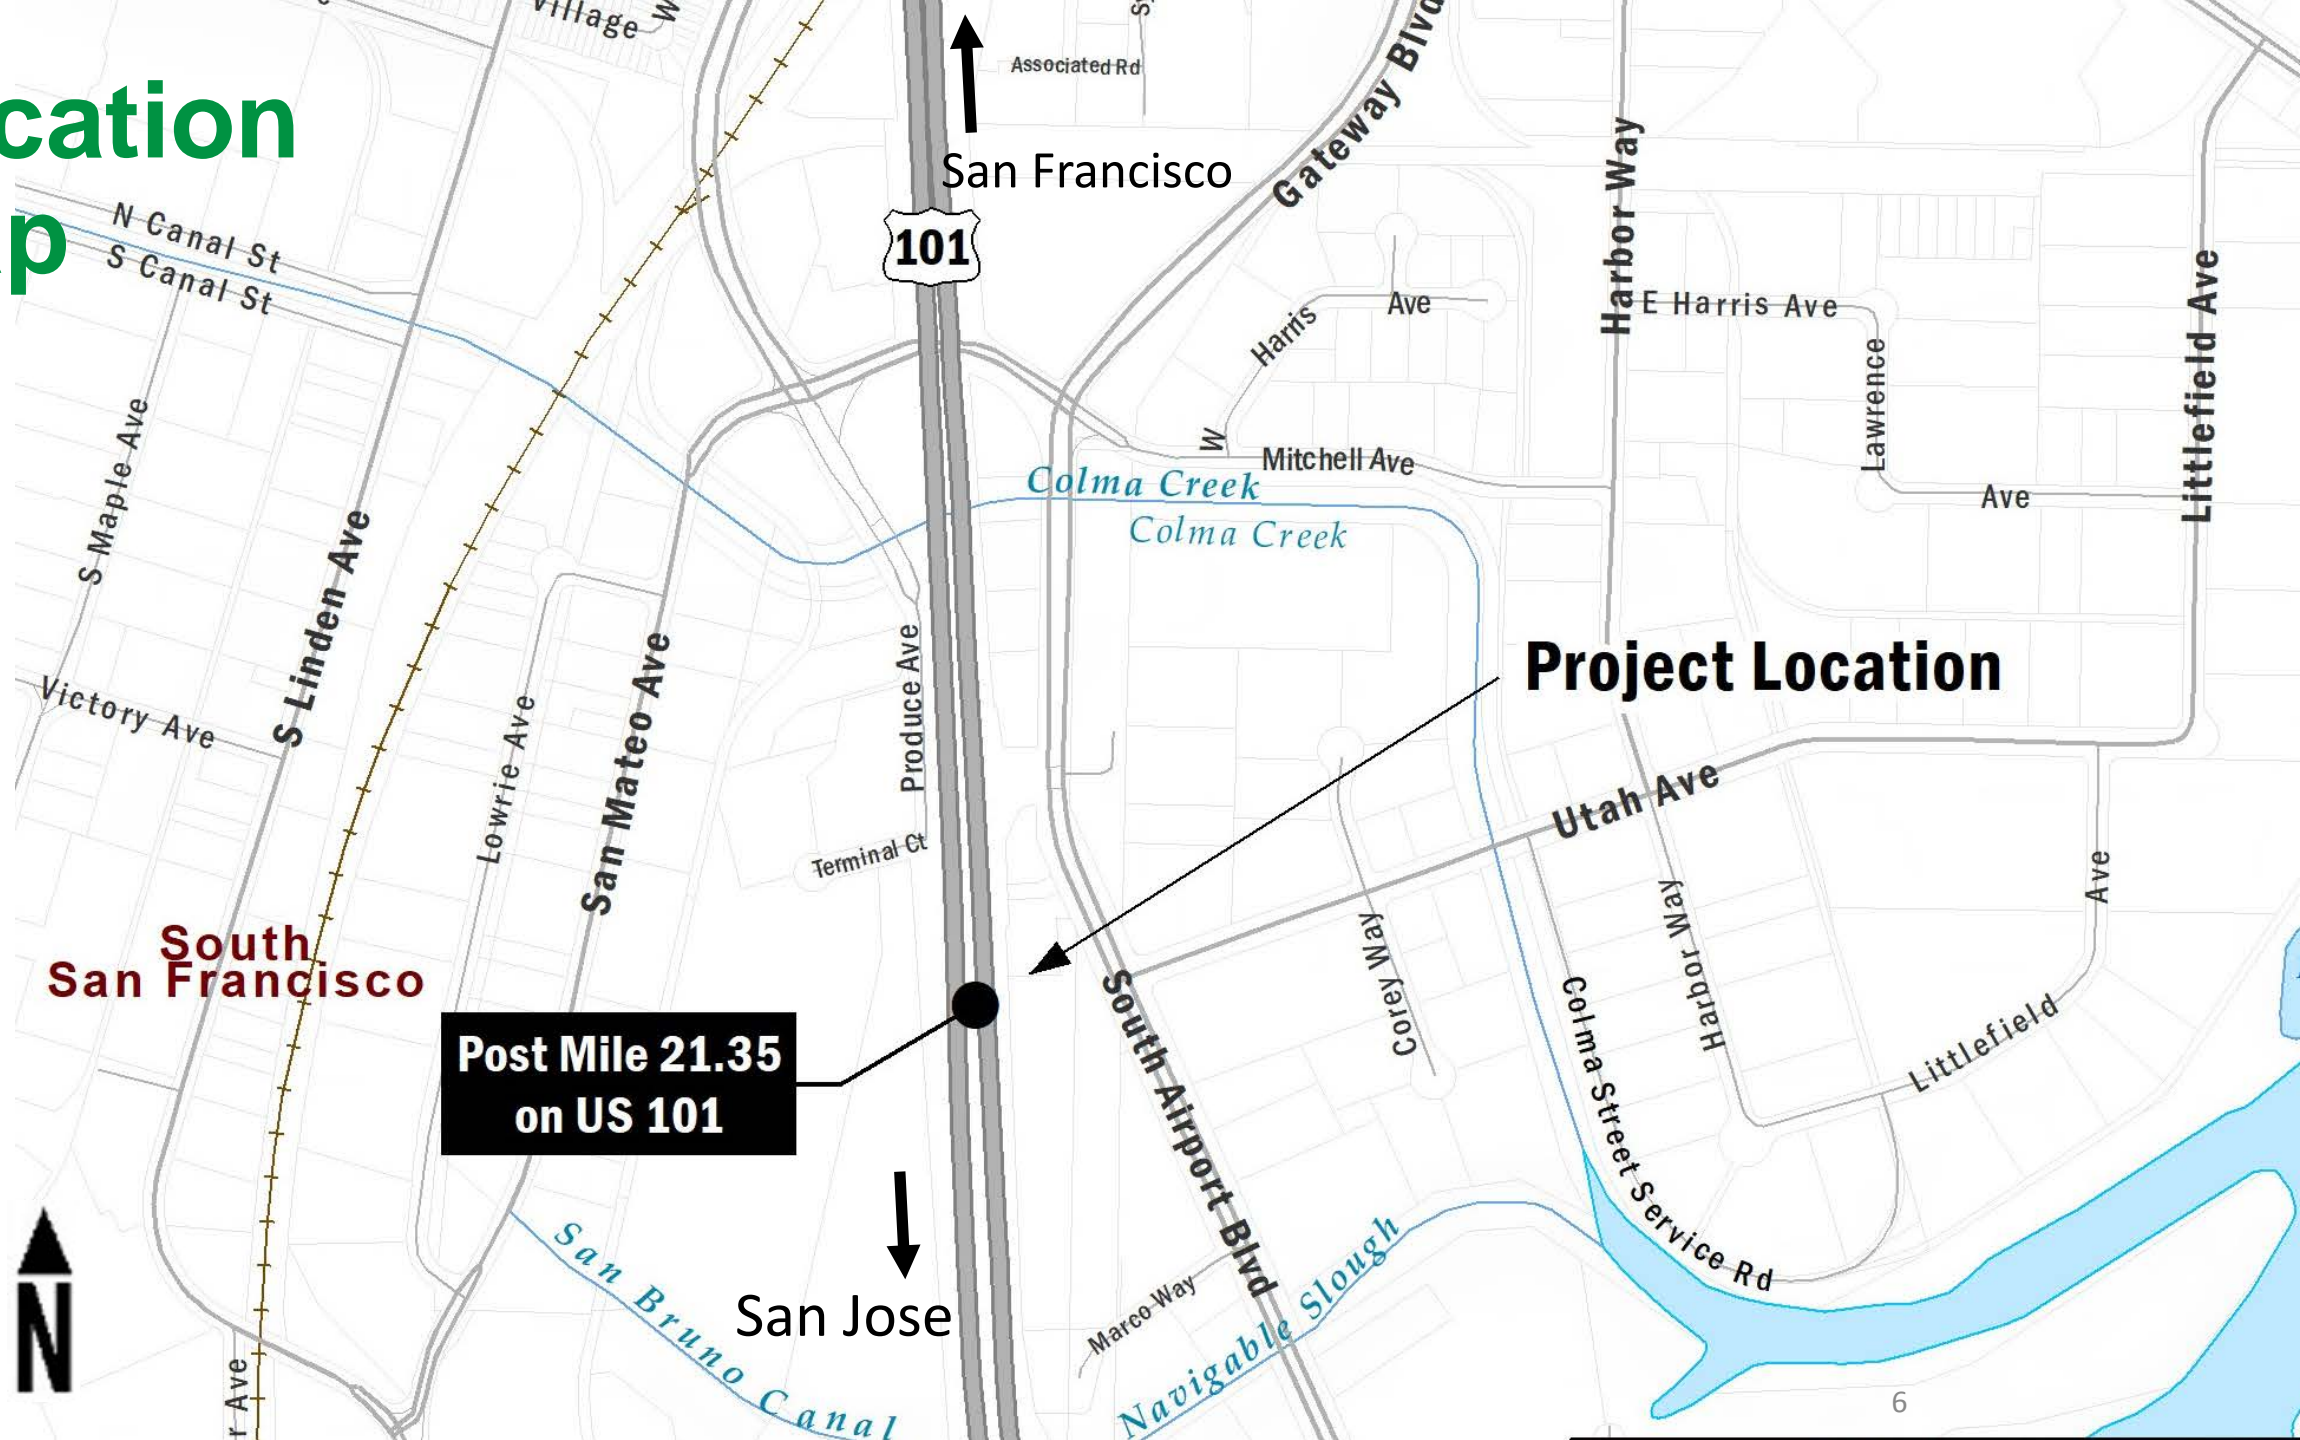 Village
W
Associated Rd
Gateway Blvd
cation
p
San Francisco
Harbor Way
N Canal St
S Canal St
101
Harris
Ave
E Harris Ave
Littlefield Ave
Lawrence
S Maple Ave
W
Mitchell Ave
Colma Creek
Colma Creek
Ave
S Linden Ave
Project Location
Produce Ave
San Mateo Ave
Lowrie Ave
Victory Ave
Utah Ave
Terminal Ct
Ave
South
San Francisco
Corey Way
Harbor Way
South Airport Blvd
Colma Street Service Rd
Littlefield
Post Mile 21.35
on US 101
San Bruno Canal
San Jose
Marco Way
Navigable Slough
N
r Ave
6